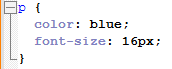 p {
color: blue;
font-size: 16px;
}